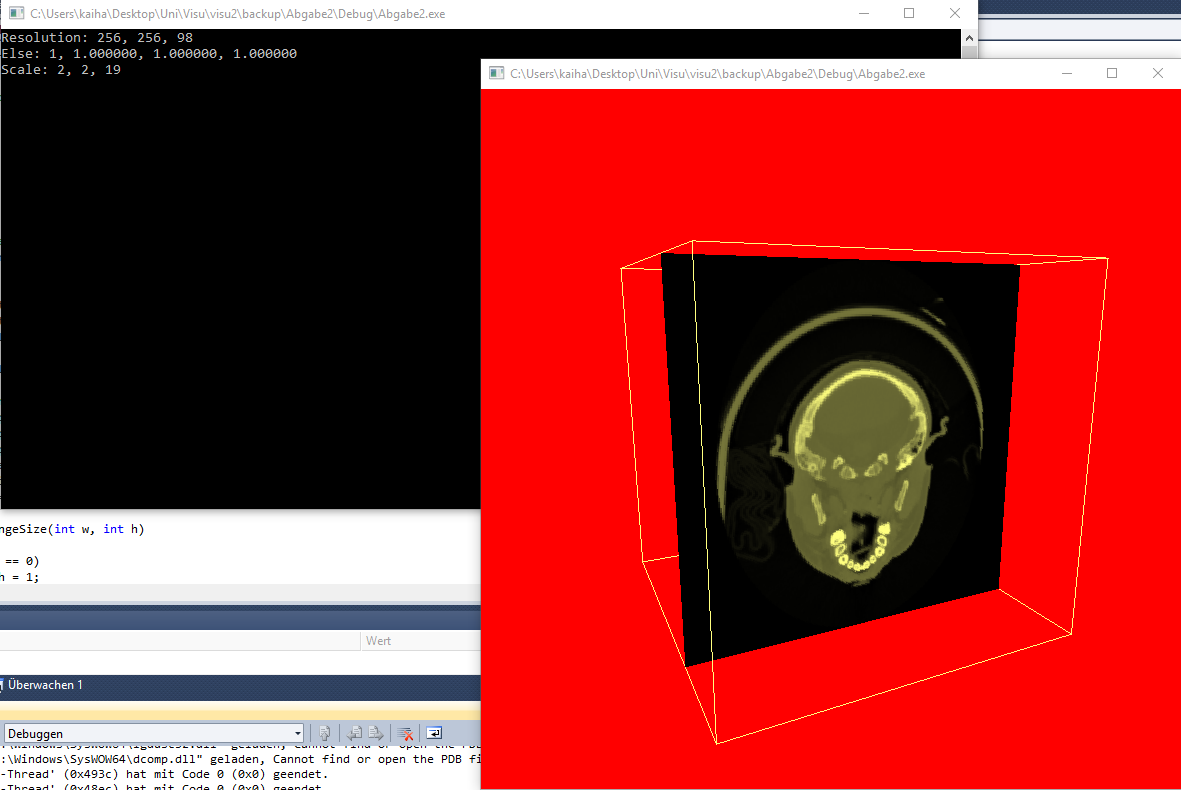 C:\Users\kaiha\Desktop\Uni\Visu\visu2\backup\Abgabe2\Debug\Abgabe2.exe
Resolution: 256, 256, 98
Else: 1, 1.000000, 1.000000, 1.000000
Scale: 2, 2, 19
C:\Users\kaiha\Desktop\Uni\Visu\visu2\backup\Abgabe2\Debug\Abgabe2.exe
ngeSize(int w, int h)
== 0)
h = 1;
Wert
Überwachen 1
Debuggen
geladen, Cannot find or open the PDB
:\Windows\SysWOW64\dcomp.dll" geladen, Cannot find or open the PDB fi
-Thread' (0x493c) hat mit Code 0 (0x0) geendet.
-Thread' (0x48ec) hat mit Code 0 (0x0) geendet